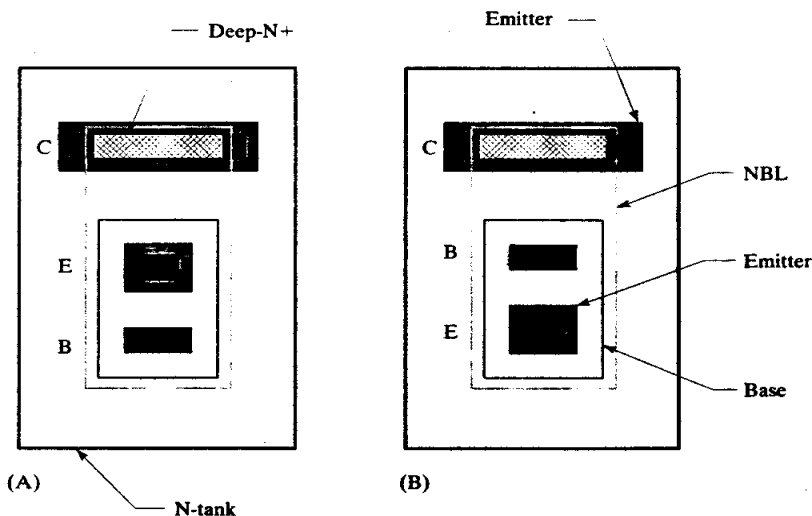 Deep-N+
Emitter
C
C
NBL
E
B
Emitter
B
E
Base
(A)
N-tank
(B)